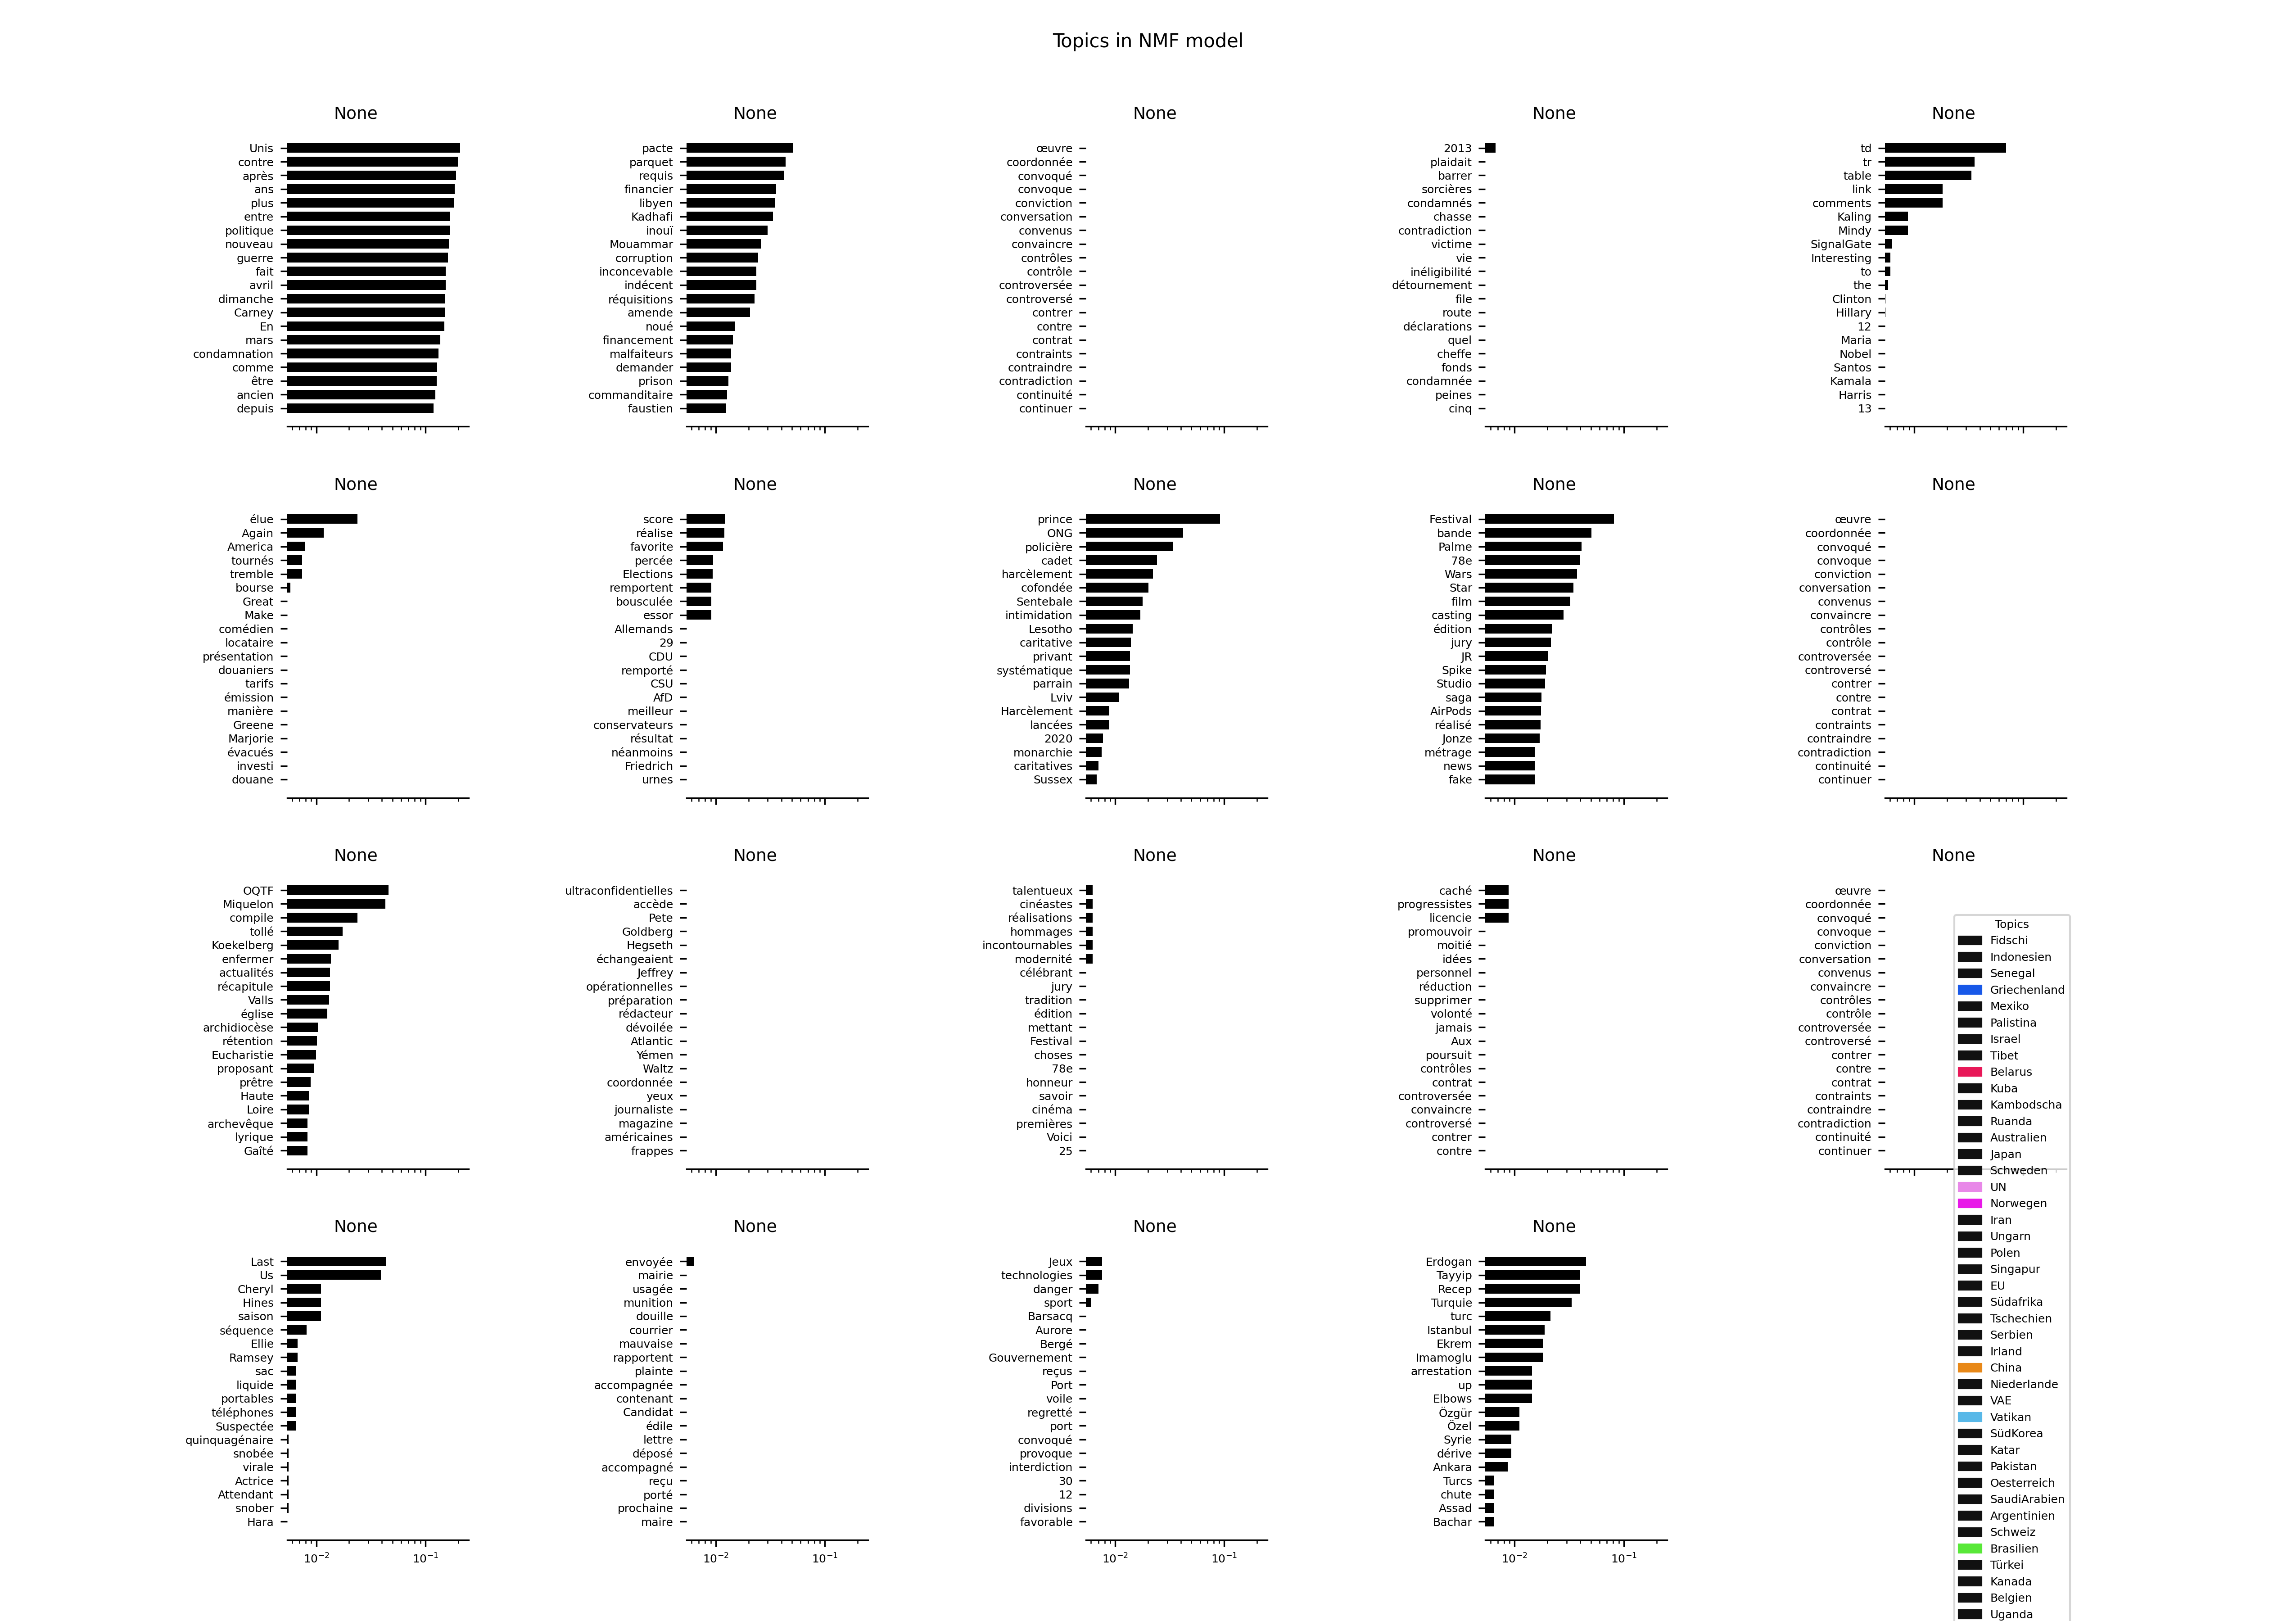 Topics in NMF model
None
Unis
contre
après
ans
plus
entre
politique
nouveau
guerre
fait
avril
dimanche
Carney
En
mars
condamnation
comme
être
ancien
depuis
None
pacte
parquet
requis
financier
libyen
Kadhafi
inouï
Mouammar
corruption
inconcevable
indécent
réquisitions
amende
noué
financement
malfaiteurs
demander
prison
commanditaire
faustien
None
œuvre
coordonnée
convoqué
convoque
conviction
conversation
convenus
convaincre
contrôles
contrôle
controversée
controversé
contrer
contre
contrat
contraints
contraindre
contradiction
continuité
continuer
None
2013
plaidait
barrer
sorcières
condamnés
chasse
contradiction
victime
vie
inéligibilité
détournement
file
route
déclarations
quel
cheffe
fonds
condamnée
peines
cinq
None
td
tr
table
link
comments
Kaling
Mindy
SignalGate
Interesting
to
the
Clinton
Hillary
12
Maria
Nobel
Santos
Kamala
Harris
13
None
élue
Again
America
tournés
tremble
bourse
Great
Make
comédien
locataire
présentation
douaniers
tarifs
émission
manière
Greene
Marjorie
évacués
investi
douane
None
score
réalise
favorite
percée
Elections
remportent
bousculée
essor
Allemands
29
CDU
remporté
CSU
AfD
meilleur
conservateurs
résultat
néanmoins
Friedrich
urnes
None
prince
ONG
policière
cadet
harcèlement
cofondée
Sentebale
intimidation
Lesotho
caritative
privant
systématique
parrain
Lviv
Harcèlement
lancées
2020
monarchie
caritatives
Sussex
None
Festival
bande
Palme
78e
Wars
Star
film
casting
édition
jury
JR
Spike
Studio
saga
AirPods
réalisé
Jonze
métrage
news
fake
None
œuvre
coordonnée
convoqué
convoque
conviction
conversation
convenus
convaincre
contrôles
contrôle
controversée
controversé
contrer
contre
contrat
contraints
contraindre
contradiction
continuité
continuer
None
OQTF
Miquelon
compile
tollé
Koekelberg
enfermer
actualités
récapitule
Valls
église
archidiocèse
rétention
Eucharistie
proposant
prêtre
Haute
Loire
archevêque
lyrique
Gaîté
None
ultraconfidentielles
accède
Pete
Goldberg
Hegseth
échangeaient
Jeffrey
opérationnelles
préparation
rédacteur
dévoilée
Atlantic
Yémen
Waltz
coordonnée
yeux
journaliste
magazine
américaines
frappes
None
talentueux
cinéastes
réalisations
hommages
incontournables
modernité
célébrant
jury
tradition
édition
mettant
Festival
choses
78e
honneur
savoir
cinéma
premières
Voici
25
None
caché
progressistes
licencie
promouvoir
moitié
idées
personnel
réduction
supprimer
volonté
jamais
Aux
poursuit
contrôles
contrat
controversée
convaincre
controversé
contrer
contre
None
œuvre
coordonnée
convoqué
convoque
conviction
conversation
convenus
convaincre
contrôles
contrôle
controversée
controversé
contrer
contre
contrat
contraints
contraindre
contradiction
continuité
continuer
None
Last
Us
Cheryl
Hines
saison
séquence
Ellie
Ramsey
sac
liquide
portables
téléphones
Suspectée
quinquagénaire
snobée
virale
Actrice
Attendant
snober
Hara
10⁻² 10⁻¹
None
envoyée
mairie
usagée
munition
douille
courrier
mauvaise
rapportent
plainte
accompagnée
contenant
Candidat
édile
lettre
déposé
accompagné
reçu
porté
prochaine
maire
10⁻² 10⁻¹
None
Jeux
technologies
danger
sport
Barsacq
Aurore
Bergé
Gouvernement
reçus
Port
voile
regretté
port
convoqué
provoque
interdiction
30
12
divisions
favorable
10⁻² 10⁻¹
None
Erdogan
Tayyip
Recep
Turquie
turc
Istanbul
Ekrem
Imamoglu
arrestation
up
Elbows
Özgür
Özel
Syrie
dérive
Ankara
Turcs
chute
Assad
Bachar
10⁻² 10⁻¹
Topics
Fidschi
Indonesien
Senegal
Griechenland
Mexiko
Palistina
Israel
Tibet
Belarus
Kuba
Kambodscha
Ruanda
Australien
Japan
Schweden
UN
Norwegen
Iran
Ungarn
Polen
Singapur
EU
Südafrika
Tschechien
Serbien
Irland
China
Niederlande
VAE
Vatikan
SüdKorea
Katar
Pakistan
Oesterreich
SaudiArabien
Argentinien
Schweiz
Brasilien
Türkei
Kanada
Belgien
Uganda